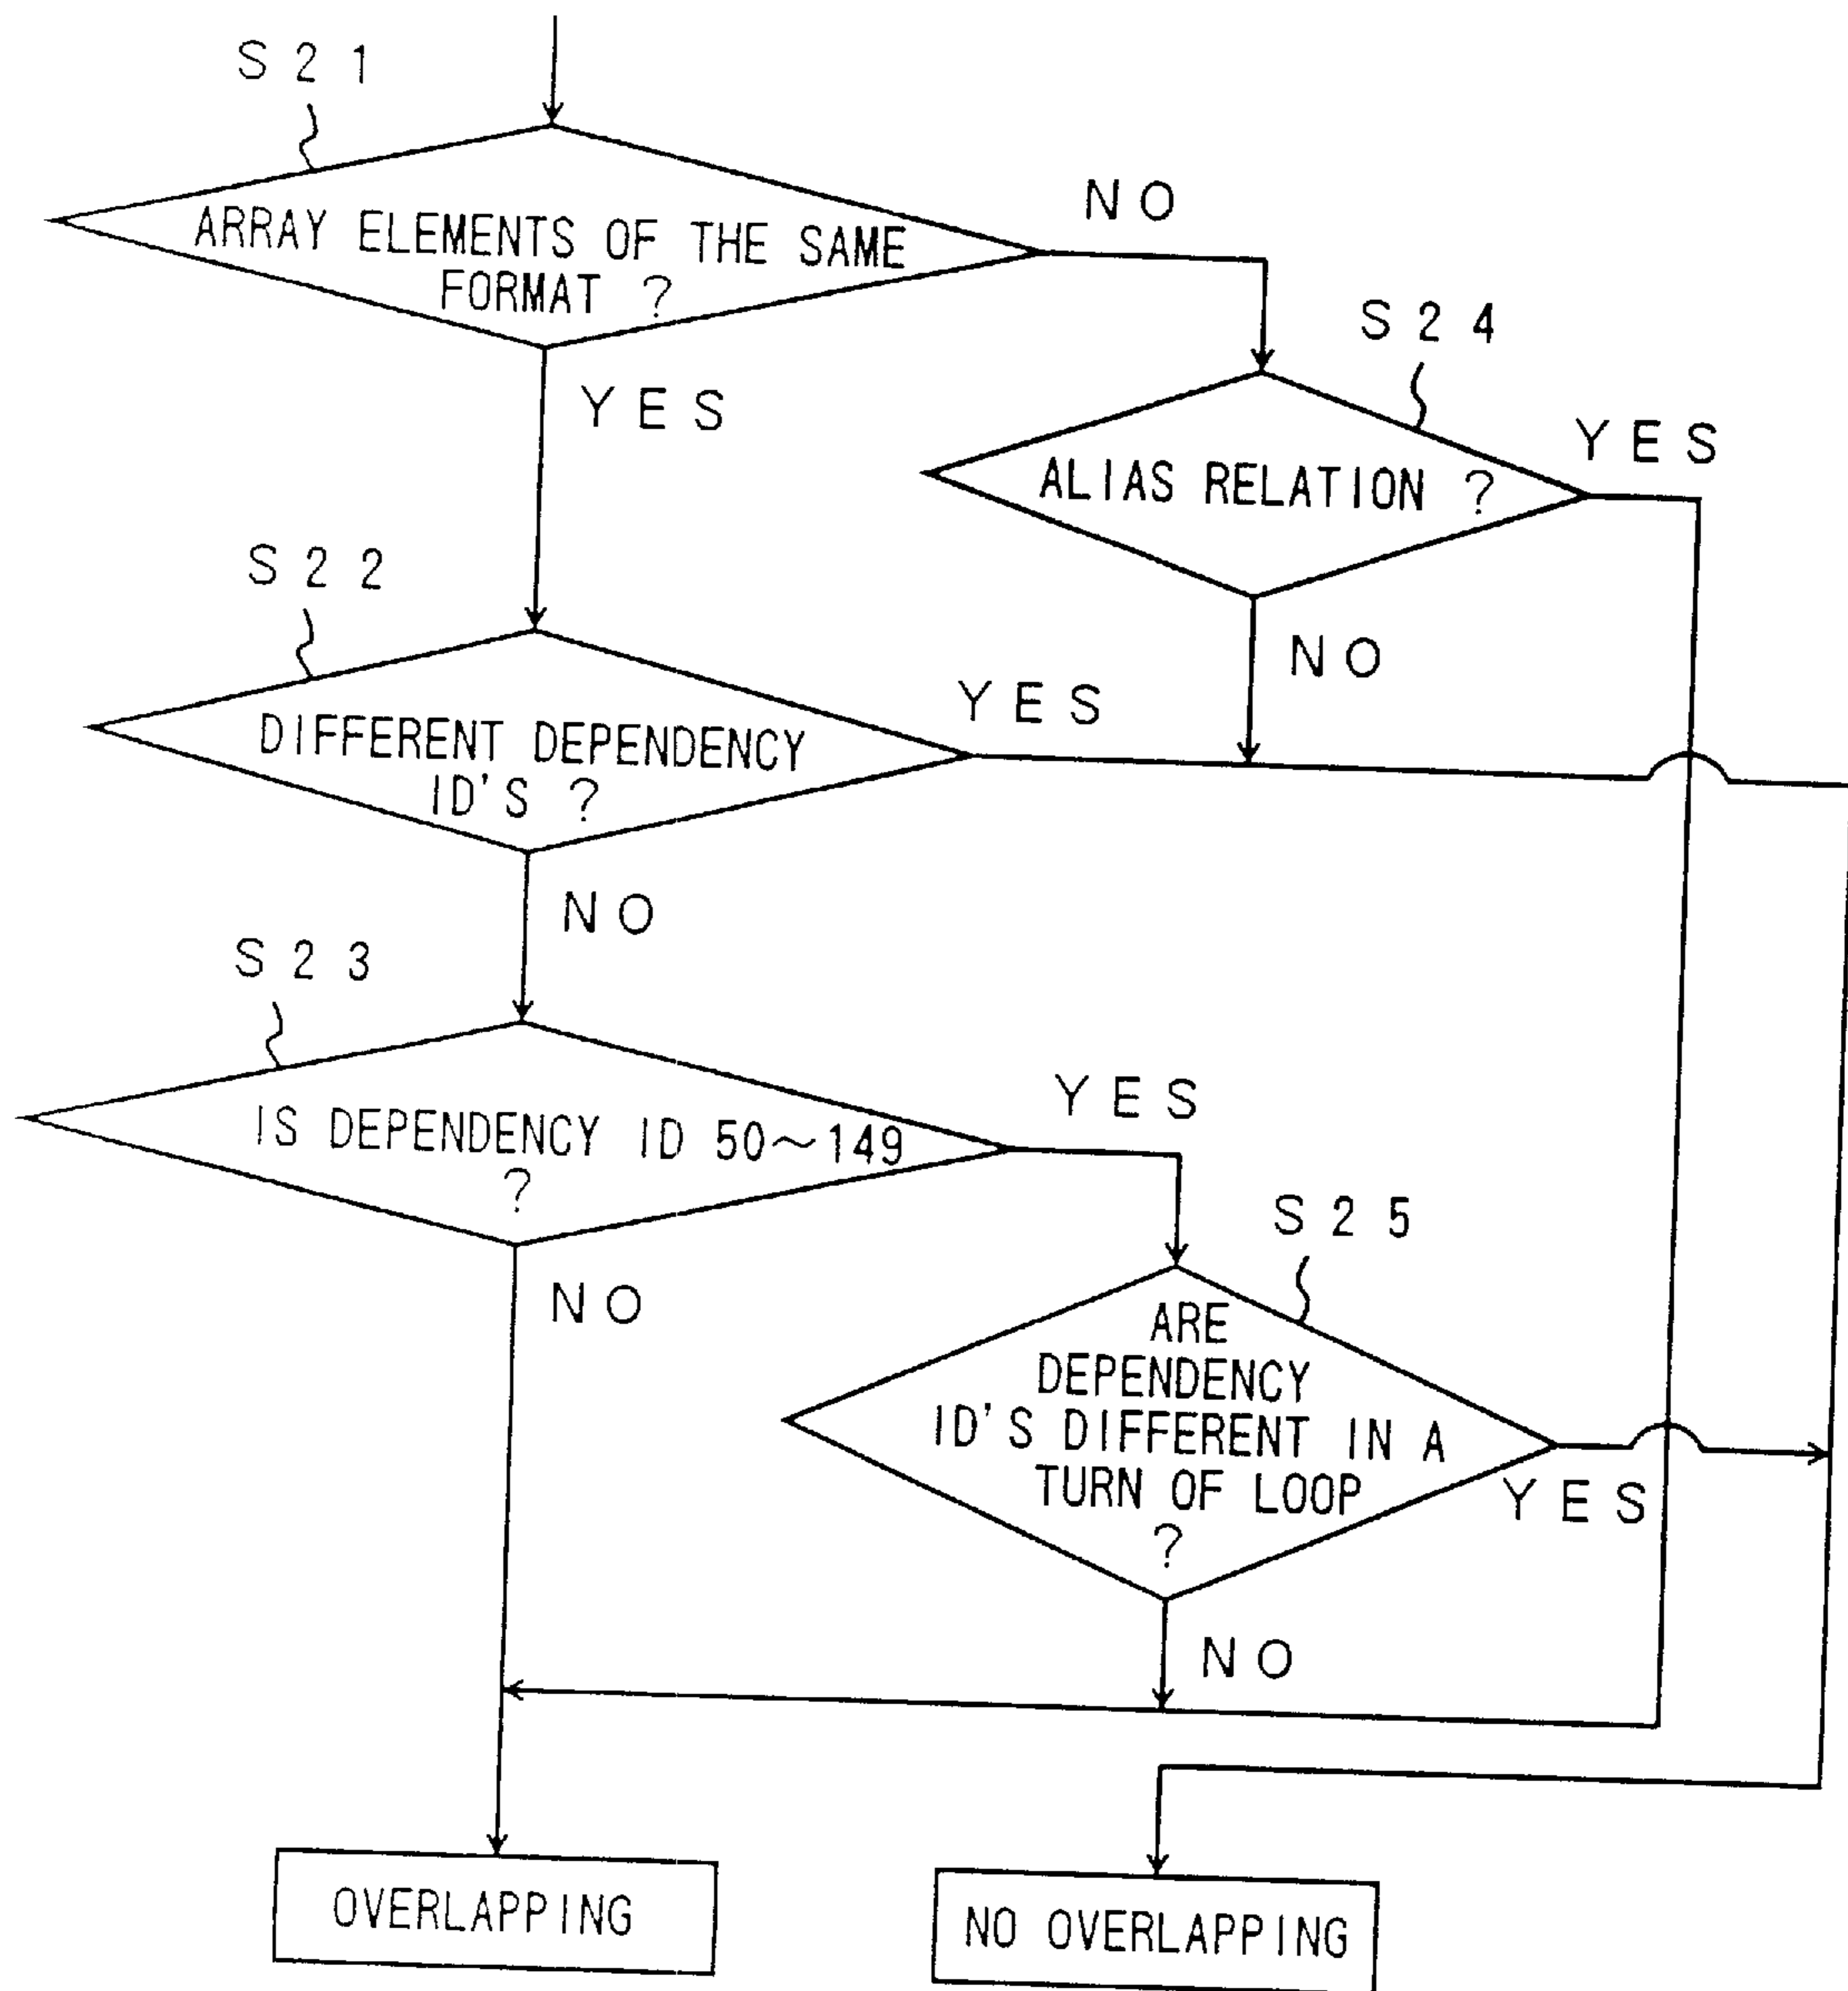 S21
ARRAY ELEMENTS OF THE SAME
FORMAT ?
NO
YES
S24
ALIAS RELATION ?
YES
NO
S22
DIFFERENT DEPENDENCY
ID'S ?
YES
NO
S23
IS DEPENDENCY ID 50~149
?
YES
NO
S25
ARE
DEPENDENCY
ID'S DIFFERENT IN A
TURN OF LOOP
?
YES
NO
OVERLAPPING
NO OVERLAPPING